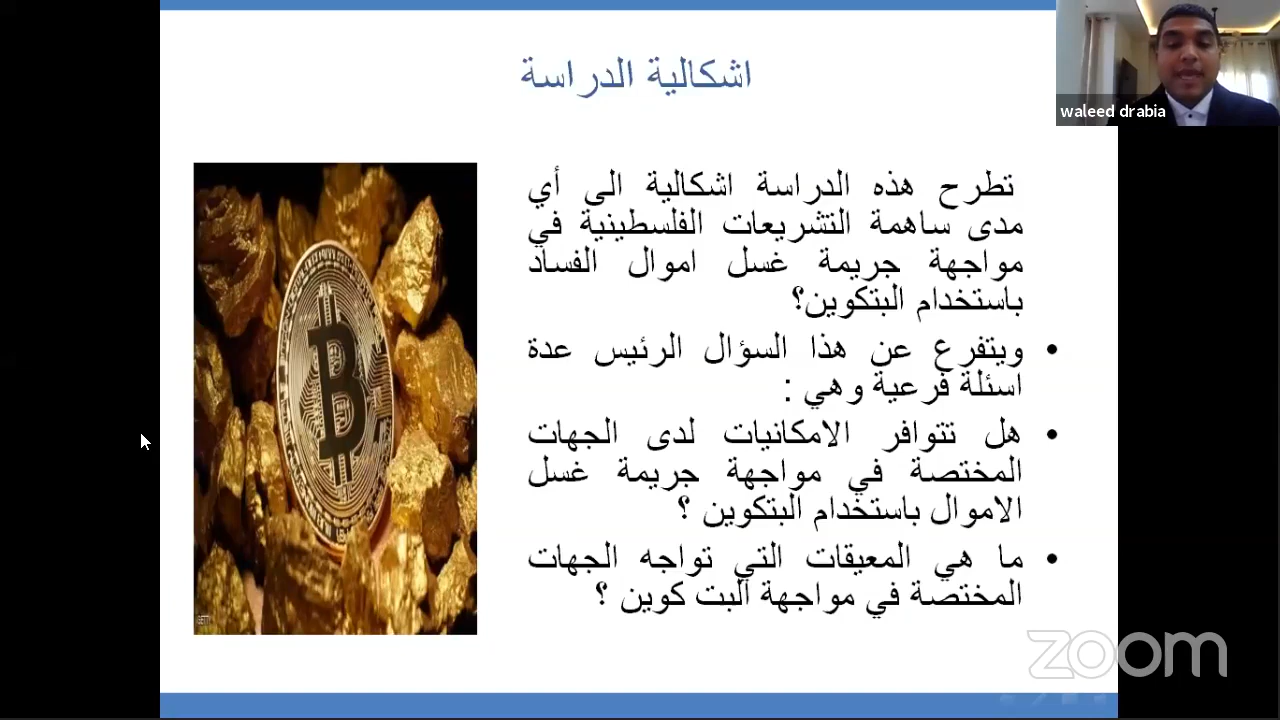 اشكالية الدراسة
waleed drabia
تطرح هذه الدراسة اشكالية الى أي
مدى ساهمة التشريعات الفلسطينية في
مواجهة جريمة غسل اموال الفساد
باستخدام البتكوين؟
• ويتفرع عن هذا السؤال الرئيس عدة
اسئلة فرعية وهي :
• هل تتوافر الامكانيات لدى الجهات
المختصة في مواجهة جريمة غسل
الاموال باستخدام البتكوين ؟
• ما هي المعيقات التي تواجه الجهات
المختصة في مواجهة البت كوين ؟
zoom